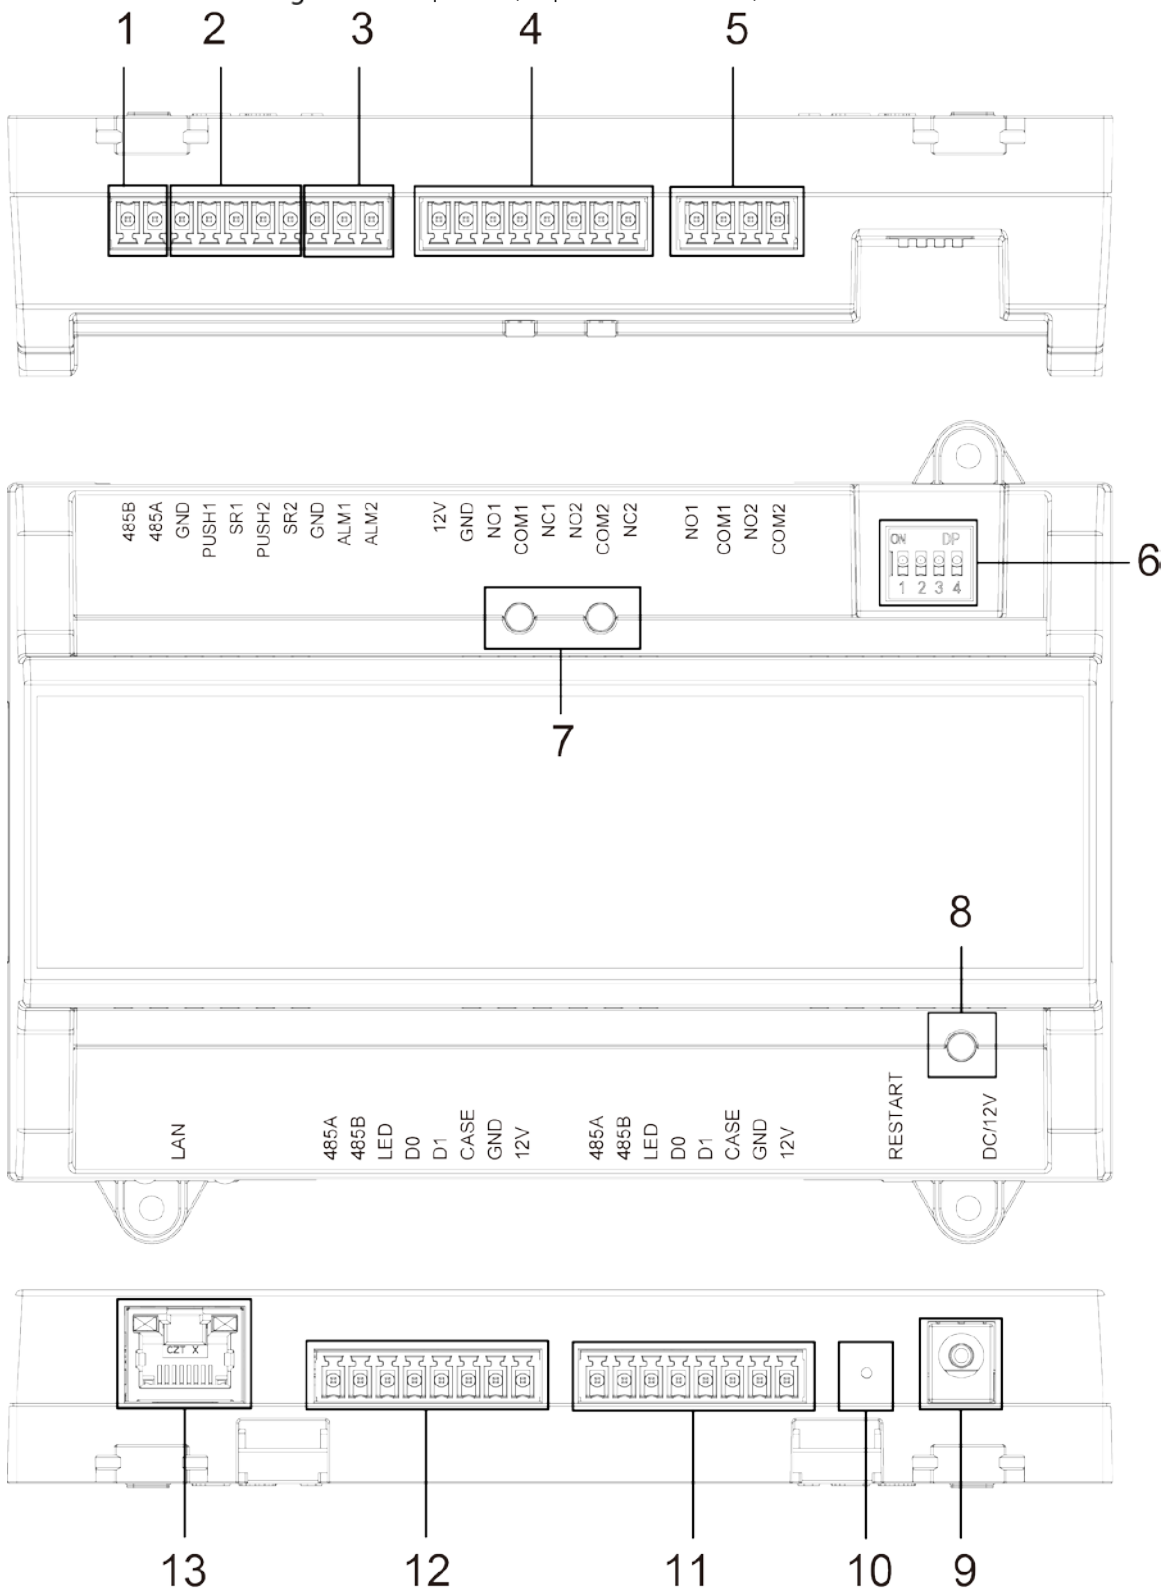 1 2 3 4 5
485B 485A GND PUSH1 SR1 PUSH2 SR2 GND ALM1 ALM2 12V GND NO1 COM1 NC1 NO2 COM2 NC2 NO1 COM1 NO2 COM2
ON DP
1 2 3 4
6
7
8
LAN 485A 485B LED D0 D1 CASE GND 12V 485A 485B LED D0 D1 CASE GND 12V RESTART DC/12V
CZT X
13 12 11 10 9